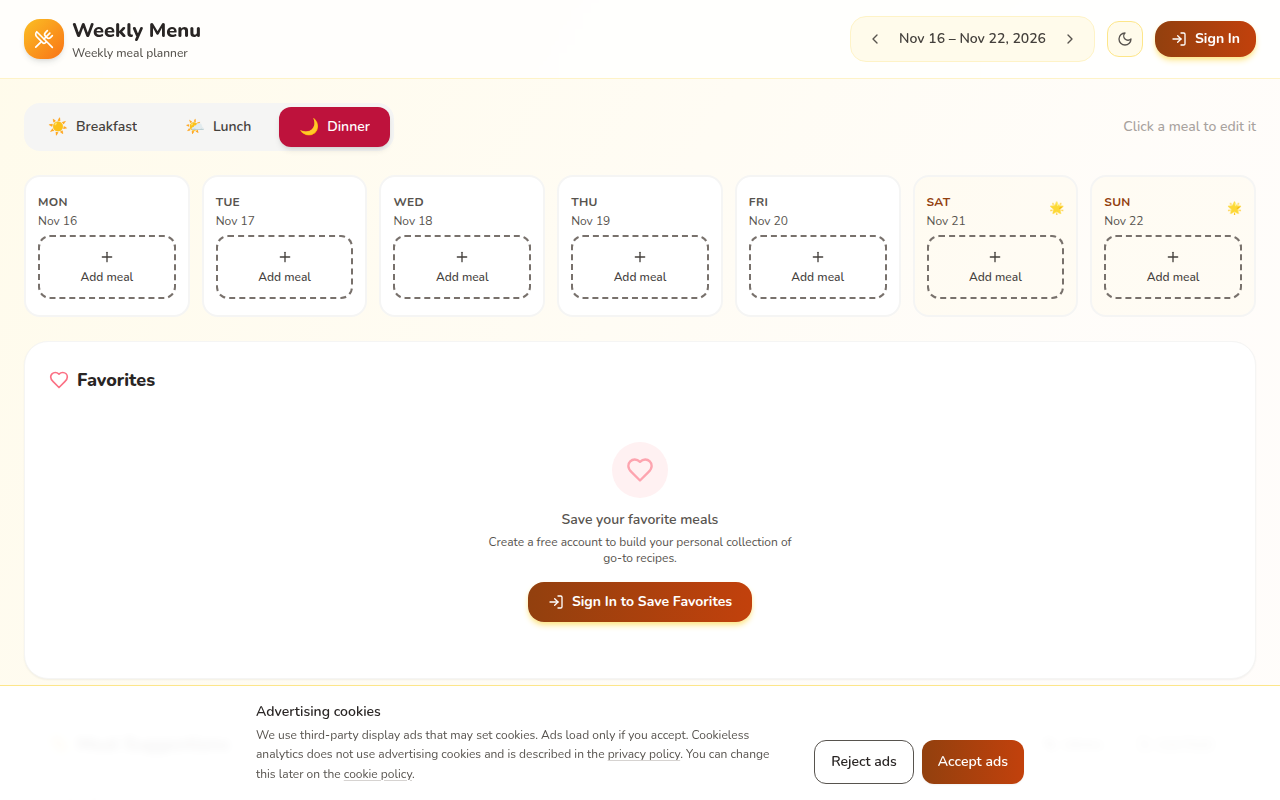 Weekly Menu
Weekly meal planner
Nov 16 – Nov 22, 2026
Sign In
Breakfast
Lunch
Dinner
Click a meal to edit it
MON
Nov 16
Add meal
TUE
Nov 17
Add meal
WED
Nov 18
Add meal
THU
Nov 19
Add meal
FRI
Nov 20
Add meal
SAT
Nov 21
Add meal
SUN
Nov 22
Add meal
Favorites
Save your favorite meals
Create a free account to build your personal collection of
go-to recipes.
Sign In to Save Favorites
Advertising cookies
We use third-party display ads that may set cookies. Ads load only if you accept. Cookieless
analytics does not use advertising cookies and is described in the privacy policy. You can change
this later on the cookie policy.
Reject ads
Accept ads